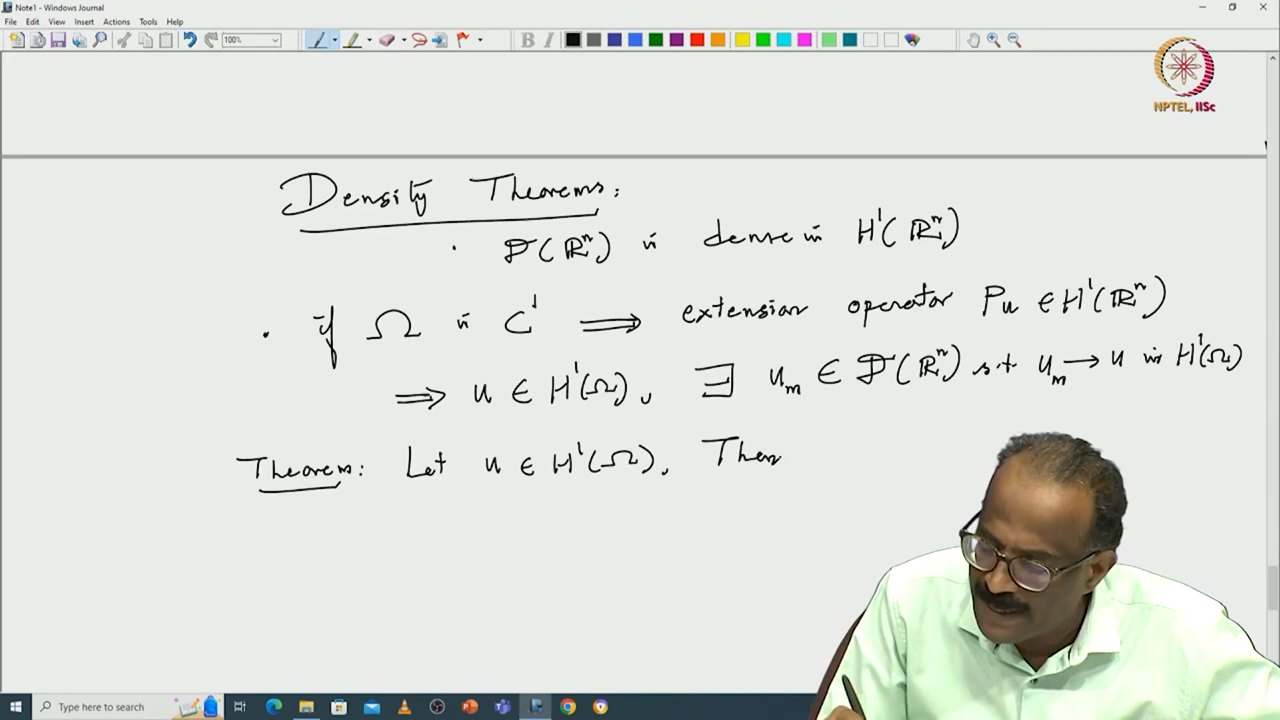 Note1 - Windows Journal
File Edit View Insert Actions Tools Help
100%
NPTEL, IISc
Density Theorems:
· 𝒟(ℝⁿ) is dense in H¹(ℝⁿ)
· if Ω is C¹ ⟹ extension operator Pu ∈ H¹(ℝⁿ)
⟹ u ∈ H¹(Ω), ∃ uₘ ∈ 𝒟(ℝⁿ) s.t uₘ → u in H¹(Ω)
Theorem: Let u ∈ H¹(Ω), Then
Type here to search